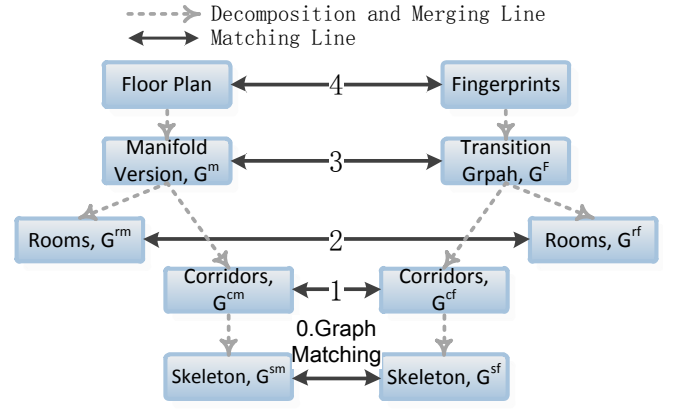 Decomposition and Merging Line
Matching Line
Floor Plan
4
Fingerprints
Manifold
Version, G^m
3
Transition
Grpah, G^F
Rooms, G^rm
2
Rooms, G^rf
Corridors,
G^cm
1
Corridors,
G^cf
0.Graph
Matching
Skeleton, G^sm
Skeleton, G^sf